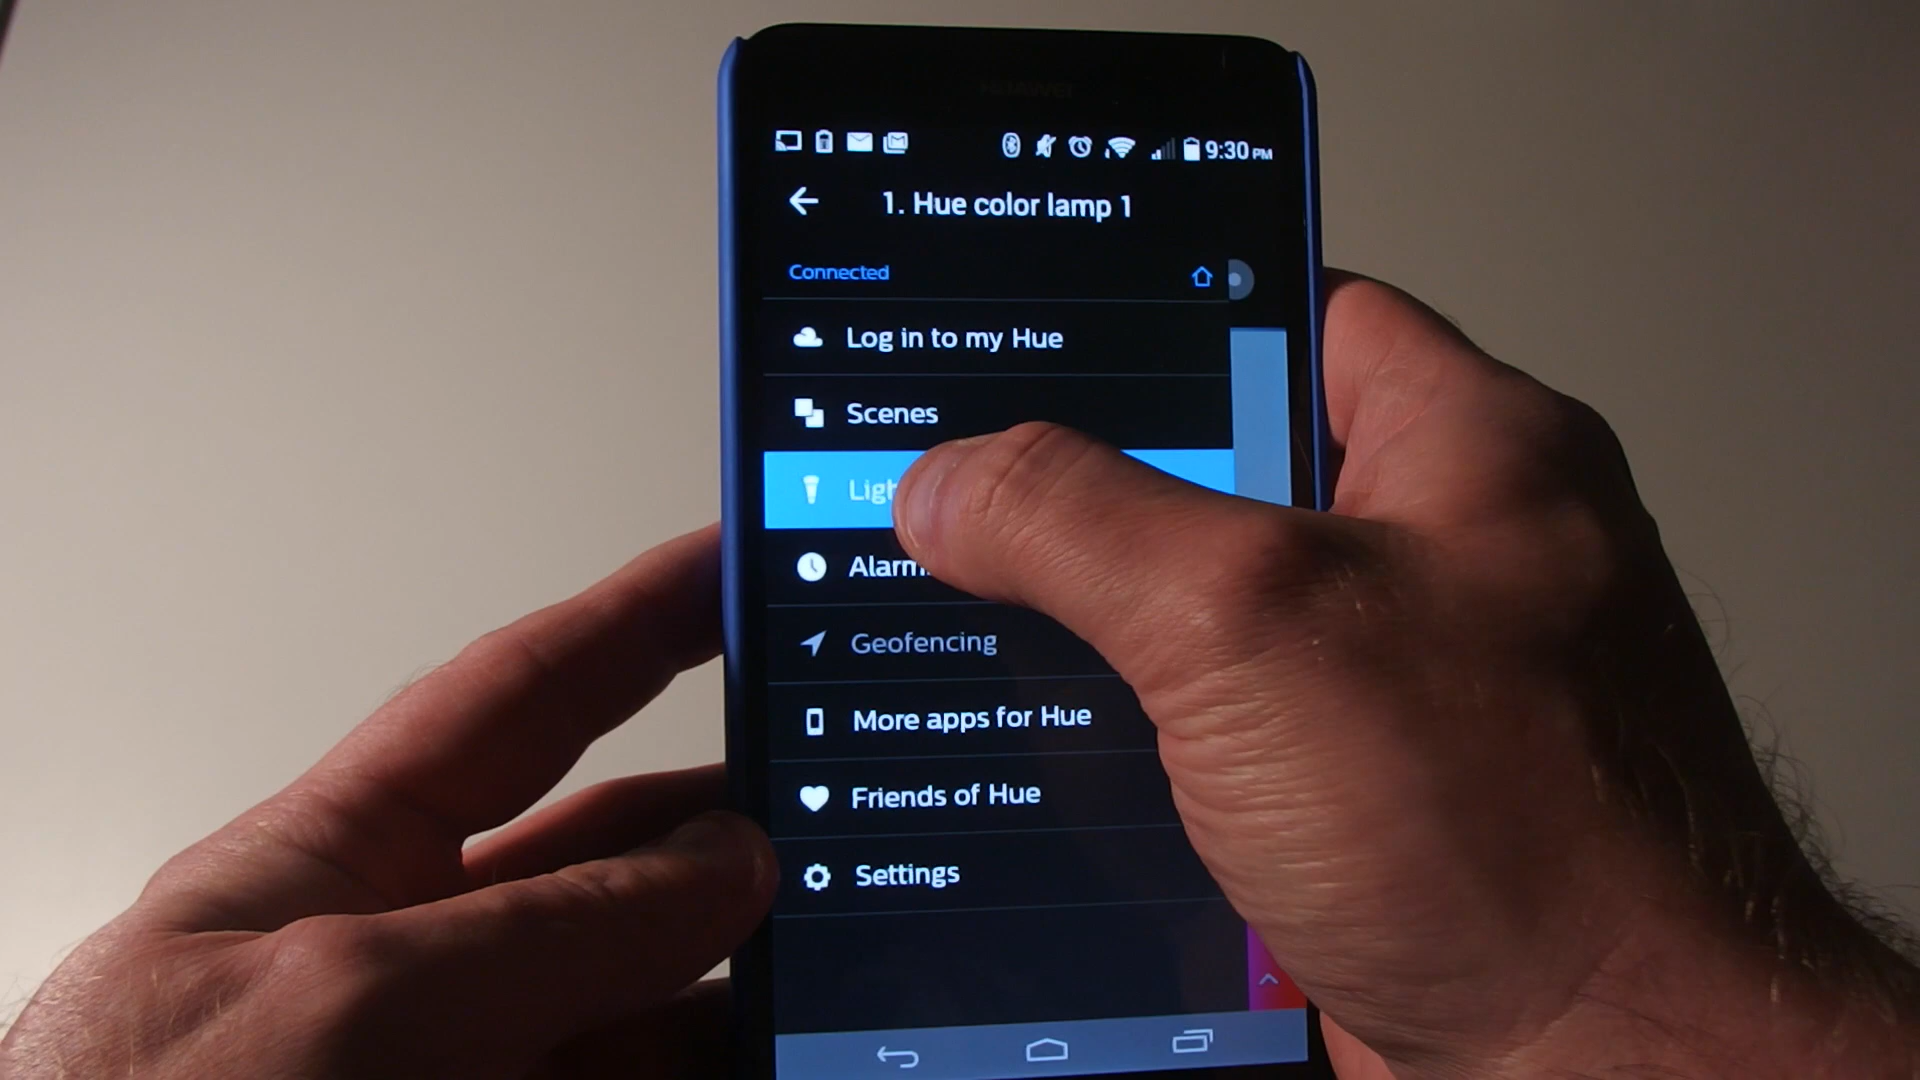 HUAWEI
9:30 PM
1. Hue color lamp 1
Connected
Log in to my Hue
Scenes
Ligh
Alarm
Geofencing
More apps for Hue
Friends of Hue
Settings